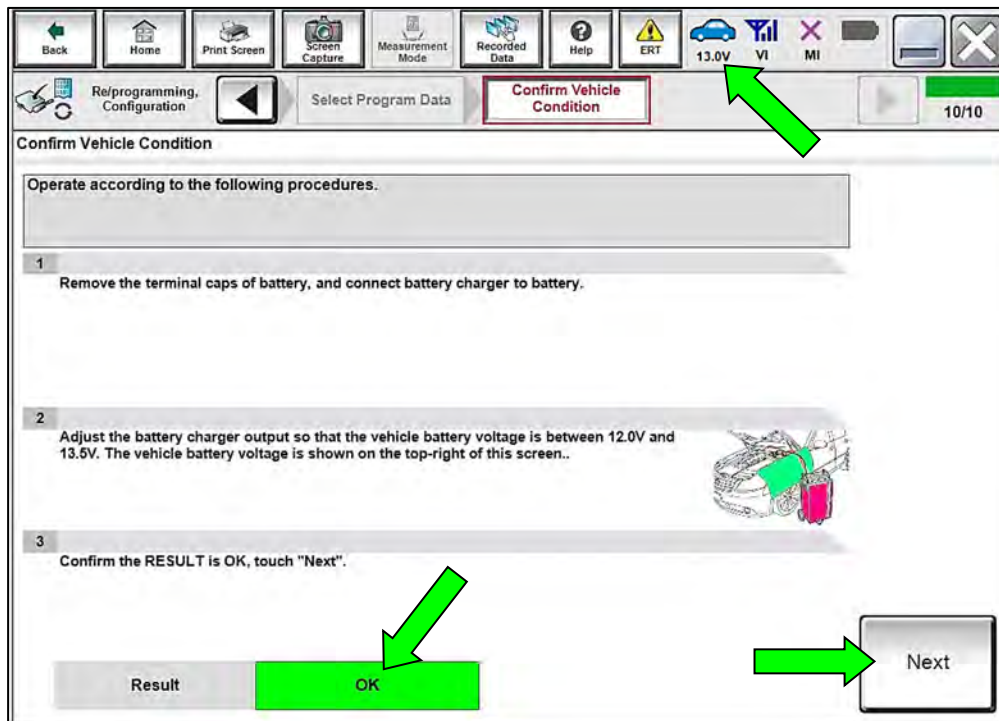 Back
Home
Print Screen
Screen
Capture
Measurement
Mode
Recorded
Data
Help
ERT
13.0V
VI
MI
Re/programming,
Configuration
Select Program Data
Confirm Vehicle
Condition
10/10
Confirm Vehicle Condition
Operate according to the following procedures.
1
Remove the terminal caps of battery, and connect battery charger to battery.
2
Adjust the battery charger output so that the vehicle battery voltage is between 12.0V and
13.5V. The vehicle battery voltage is shown on the top-right of this screen..
3
Confirm the RESULT is OK, touch "Next".
Result
OK
Next